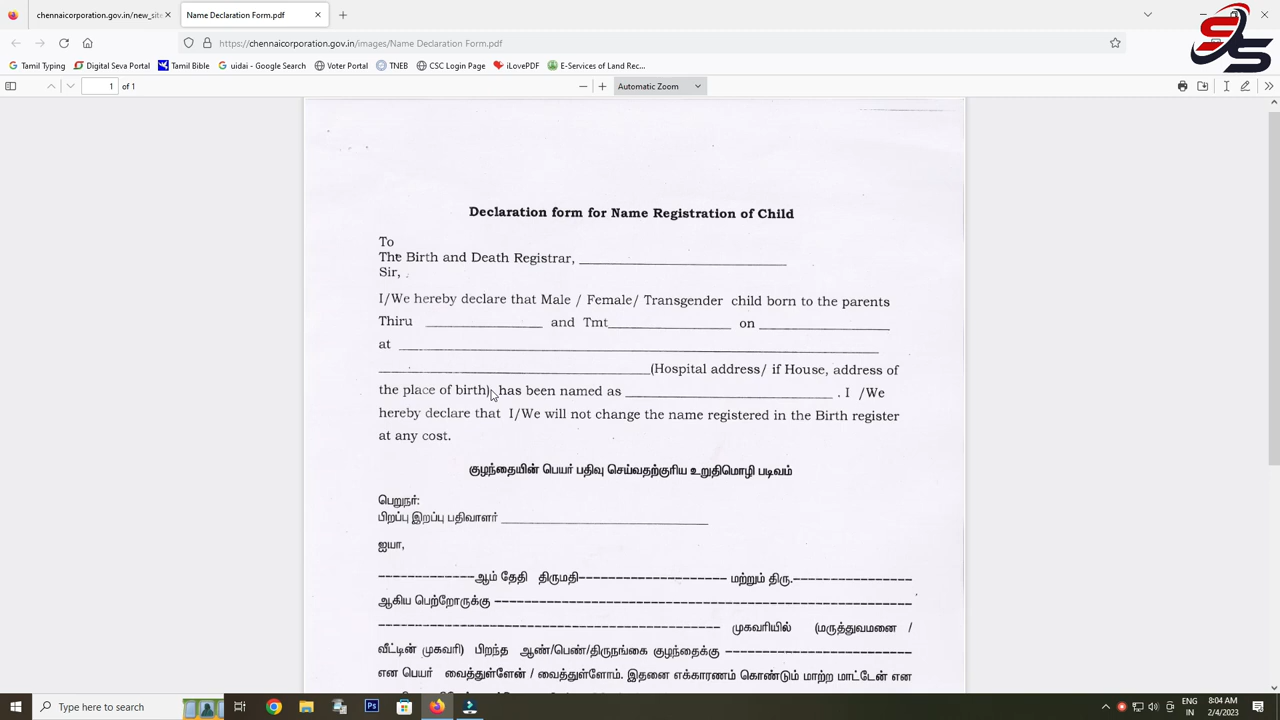 chennaicorporation.gov.in/new_sit
Name Declaration Form.pdf
https://chennaicorporation.gov.in/images/Name Declaration Form.pdf
Tamil Typing
Digital Seva Portal
Tamil Bible
uidai - Google Search
Voter Portal
TNEB
CSC Login Page
iLovePDF
E-Services of Land Rec...
1 of 1
Automatic Zoom
Declaration form for Name Registration of Child
To
The Birth and Death Registrar, ____________________
Sir,
I/We hereby declare that Male / Female/ Transgender child born to the parents
Thiru ____________ and Tmt____________ on ____________
at ____________________________________________
____________________________(Hospital address/ if House, address of
the place of birth) has been named as ____________________ . I /We
hereby declare that I/We will not change the name registered in the Birth register
at any cost.
குழந்தையின் பெயர் பதிவு செய்வதற்குரிய உறுதிமொழி படிவம்
பெறுநர்:
பிறப்பு இறப்பு பதிவாளர் ____________________
ஐயா,
---------------ஆம் தேதி திருமதி----------------------- மற்றும் திரு.------------------
ஆகிய பெற்றோருக்கு ------------------------------------------------------------------
------------------------------------------------------- முகவரியில் (மருத்துவமனை /
வீட்டின் முகவரி) பிறந்த ஆண்/பெண்/திருநங்கை குழந்தைக்கு -----------------------------
என பெயர் வைத்துள்ளேன் / வைத்துள்ளோம். இதனை எக்காரணம் கொண்டும் மாற்ற மாட்டேன் என
Type here to search
ENG
IN
8:04 AM
2/4/2023